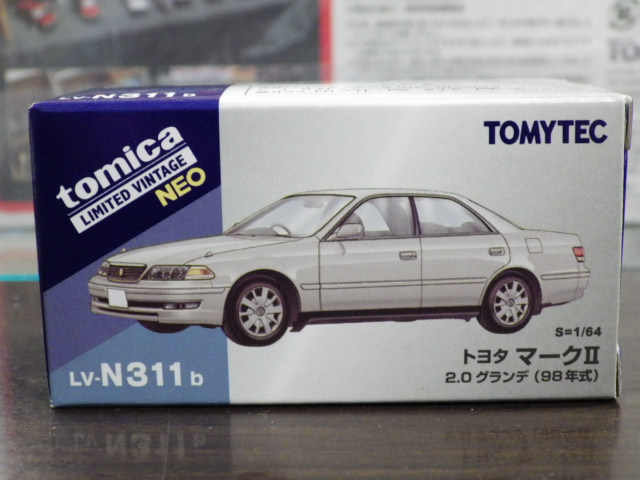 LV-N311b
tomica
LIMITED VINTAGE
NEO
TOMYTEC
S=1/64
トヨタ マークII
2.0 グランデ (98年式)
LV-N311b